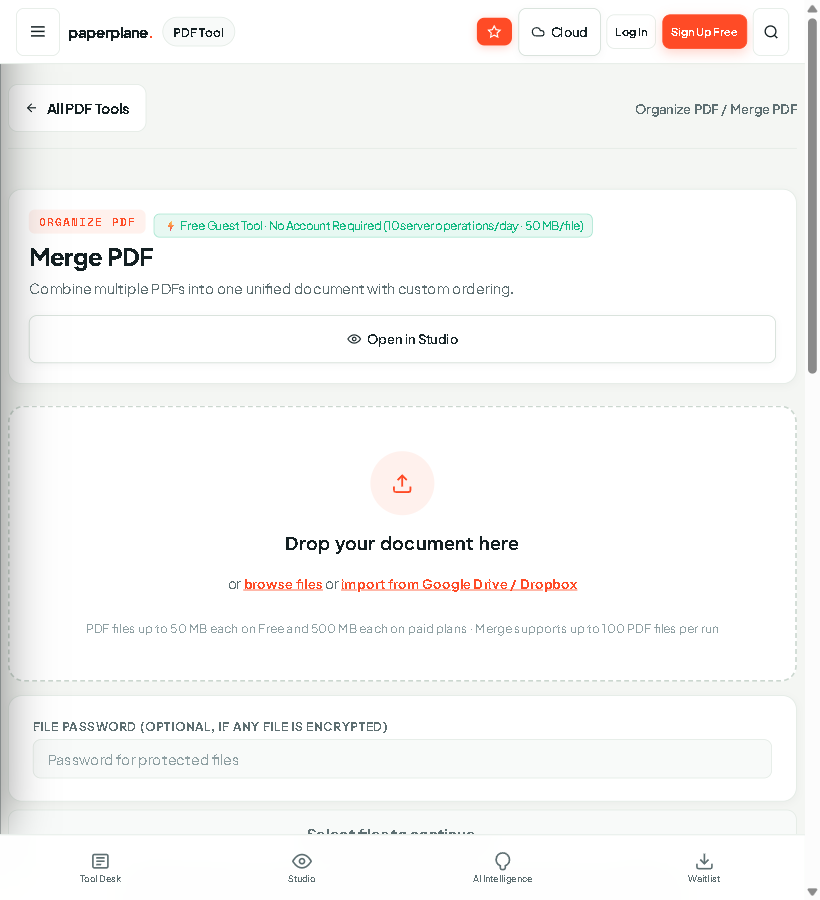 paperplane.
PDF Tool
Cloud
Log In
Sign Up Free
All PDF Tools
Organize PDF / Merge PDF
ORGANIZE PDF
Free Guest Tool · No Account Required (10 server operations/day · 50 MB/file)
Merge PDF
Combine multiple PDFs into one unified document with custom ordering.
Open in Studio
Drop your document here
or browse files or import from Google Drive / Dropbox
PDF files up to 50 MB each on Free and 500 MB each on paid plans · Merge supports up to 100 PDF files per run
FILE PASSWORD (OPTIONAL, IF ANY FILE IS ENCRYPTED)
Password for protected files
Select files to continue
Tool Desk
Studio
AI Intelligence
Waitlist